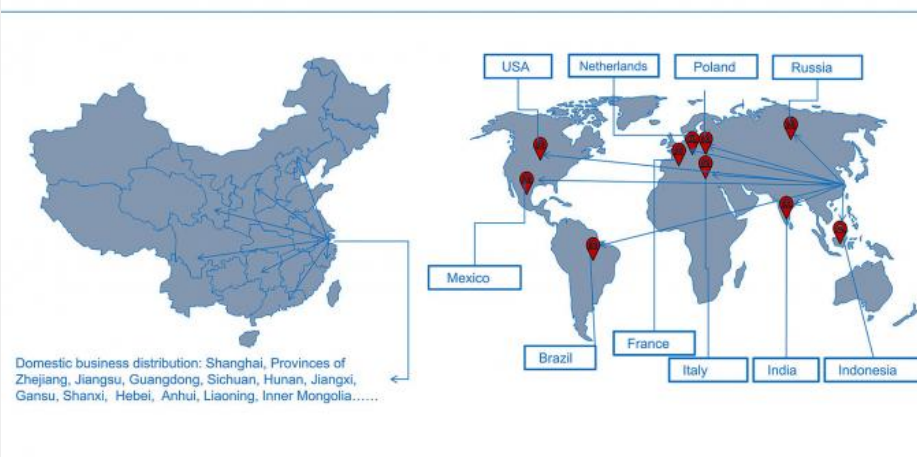 USA
Netherlands
Poland
Russia
Mexico
Brazil
France
Italy
India
Indonesia
Domestic business distribution: Shanghai, Provinces of
Zhejiang, Jiangsu, Guangdong, Sichuan, Hunan, Jiangxi,
Gansu, Shanxi, Hebei, Anhui, Liaoning, Inner Mongolia......